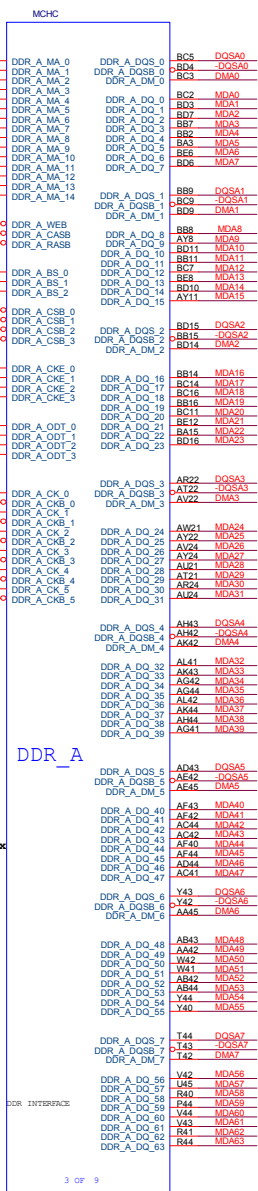 MCHC
DDR_A_MA_0
DDR_A_MA_1
DDR_A_MA_2
DDR_A_MA_3
DDR_A_MA_4
DDR_A_MA_5
DDR_A_MA_6
DDR_A_MA_7
DDR_A_MA_8
DDR_A_MA_9
DDR_A_MA_10
DDR_A_MA_11
DDR_A_MA_12
DDR_A_MA_13
DDR_A_MA_14
DDR_A_WEB
DDR_A_CASB
DDR_A_RASB
DDR_A_BS_0
DDR_A_BS_1
DDR_A_BS_2
DDR_A_CSB_0
DDR_A_CSB_1
DDR_A_CSB_2
DDR_A_CSB_3
DDR_A_CKE_0
DDR_A_CKE_1
DDR_A_CKE_2
DDR_A_CKE_3
DDR_A_ODT_0
DDR_A_ODT_1
DDR_A_ODT_2
DDR_A_ODT_3
DDR_A_CK_0
DDR_A_CKB_0
DDR_A_CK_1
DDR_A_CKB_1
DDR_A_CK_2
DDR_A_CKB_2
DDR_A_CK_3
DDR_A_CKB_3
DDR_A_CK_4
DDR_A_CKB_4
DDR_A_CK_5
DDR_A_CKB_5
DDR_A
DDR INTERFACE
3 OF 9
DDR_A_DQS_0 BC5 DQSA0
DDR_A_DQSB_0 BD4 -DQSA0
DDR_A_DM_0 BC3 DMA0
DDR_A_DQ_0 BC2 MDA0
DDR_A_DQ_1 BD3 MDA1
DDR_A_DQ_2 BD7 MDA2
DDR_A_DQ_3 BB7 MDA3
DDR_A_DQ_4 BB2 MDA4
DDR_A_DQ_5 BA3 MDA5
DDR_A_DQ_6 BE6 MDA6
DDR_A_DQ_7 BD6 MDA7
DDR_A_DQS_1 BB9 DQSA1
DDR_A_DQSB_1 BC9 -DQSA1
DDR_A_DM_1 BD9 DMA1
DDR_A_DQ_8 BB8 MDA8
DDR_A_DQ_9 AY8 MDA9
DDR_A_DQ_10 BD11 MDA10
DDR_A_DQ_11 BB11 MDA11
DDR_A_DQ_12 BC7 MDA12
DDR_A_DQ_13 BE8 MDA13
DDR_A_DQ_14 BD10 MDA14
DDR_A_DQ_15 AY11 MDA15
DDR_A_DQS_2 BD15 DQSA2
DDR_A_DQSB_2 BB15 -DQSA2
DDR_A_DM_2 BD14 DMA2
DDR_A_DQ_16 BB14 MDA16
DDR_A_DQ_17 BC14 MDA17
DDR_A_DQ_18 BC16 MDA18
DDR_A_DQ_19 BB16 MDA19
DDR_A_DQ_20 BC11 MDA20
DDR_A_DQ_21 BE12 MDA21
DDR_A_DQ_22 BA15 MDA22
DDR_A_DQ_23 BD16 MDA23
DDR_A_DQS_3 AR22 DQSA3
DDR_A_DQSB_3 AT22 -DQSA3
DDR_A_DM_3 AV22 DMA3
DDR_A_DQ_24 AW21 MDA24
DDR_A_DQ_25 AY22 MDA25
DDR_A_DQ_26 AV24 MDA26
DDR_A_DQ_27 AY24 MDA27
DDR_A_DQ_28 AU21 MDA28
DDR_A_DQ_29 AT21 MDA29
DDR_A_DQ_30 AR24 MDA30
DDR_A_DQ_31 AU24 MDA31
DDR_A_DQS_4 AH43 DQSA4
DDR_A_DQSB_4 AH42 -DQSA4
DDR_A_DM_4 AK42 DMA4
DDR_A_DQ_32 AL41 MDA32
DDR_A_DQ_33 AK43 MDA33
DDR_A_DQ_34 AG42 MDA34
DDR_A_DQ_35 AG44 MDA35
DDR_A_DQ_36 AL42 MDA36
DDR_A_DQ_37 AK44 MDA37
DDR_A_DQ_38 AH44 MDA38
DDR_A_DQ_39 AG41 MDA39
DDR_A_DQS_5 AD43 DQSA5
DDR_A_DQSB_5 AE42 -DQSA5
DDR_A_DM_5 AE45 DMA5
DDR_A_DQ_40 AF43 MDA40
DDR_A_DQ_41 AF42 MDA41
DDR_A_DQ_42 AC44 MDA42
DDR_A_DQ_43 AC42 MDA43
DDR_A_DQ_44 AF40 MDA44
DDR_A_DQ_45 AF44 MDA45
DDR_A_DQ_46 AD44 MDA46
DDR_A_DQ_47 AC41 MDA47
DDR_A_DQS_6 Y43 DQSA6
DDR_A_DQSB_6 Y42 -DQSA6
DDR_A_DM_6 AA45 DMA6
DDR_A_DQ_48 AB43 MDA48
DDR_A_DQ_49 AA42 MDA49
DDR_A_DQ_50 W42 MDA50
DDR_A_DQ_51 W41 MDA51
DDR_A_DQ_52 AB42 MDA52
DDR_A_DQ_53 AB44 MDA53
DDR_A_DQ_54 Y44 MDA54
DDR_A_DQ_55 Y40 MDA55
DDR_A_DQS_7 T44 DQSA7
DDR_A_DQSB_7 T43 -DQSA7
DDR_A_DM_7 T42 DMA7
DDR_A_DQ_56 V42 MDA56
DDR_A_DQ_57 U45 MDA57
DDR_A_DQ_58 R40 MDA58
DDR_A_DQ_59 P44 MDA59
DDR_A_DQ_60 V44 MDA60
DDR_A_DQ_61 V43 MDA61
DDR_A_DQ_62 R41 MDA62
DDR_A_DQ_63 R44 MDA63